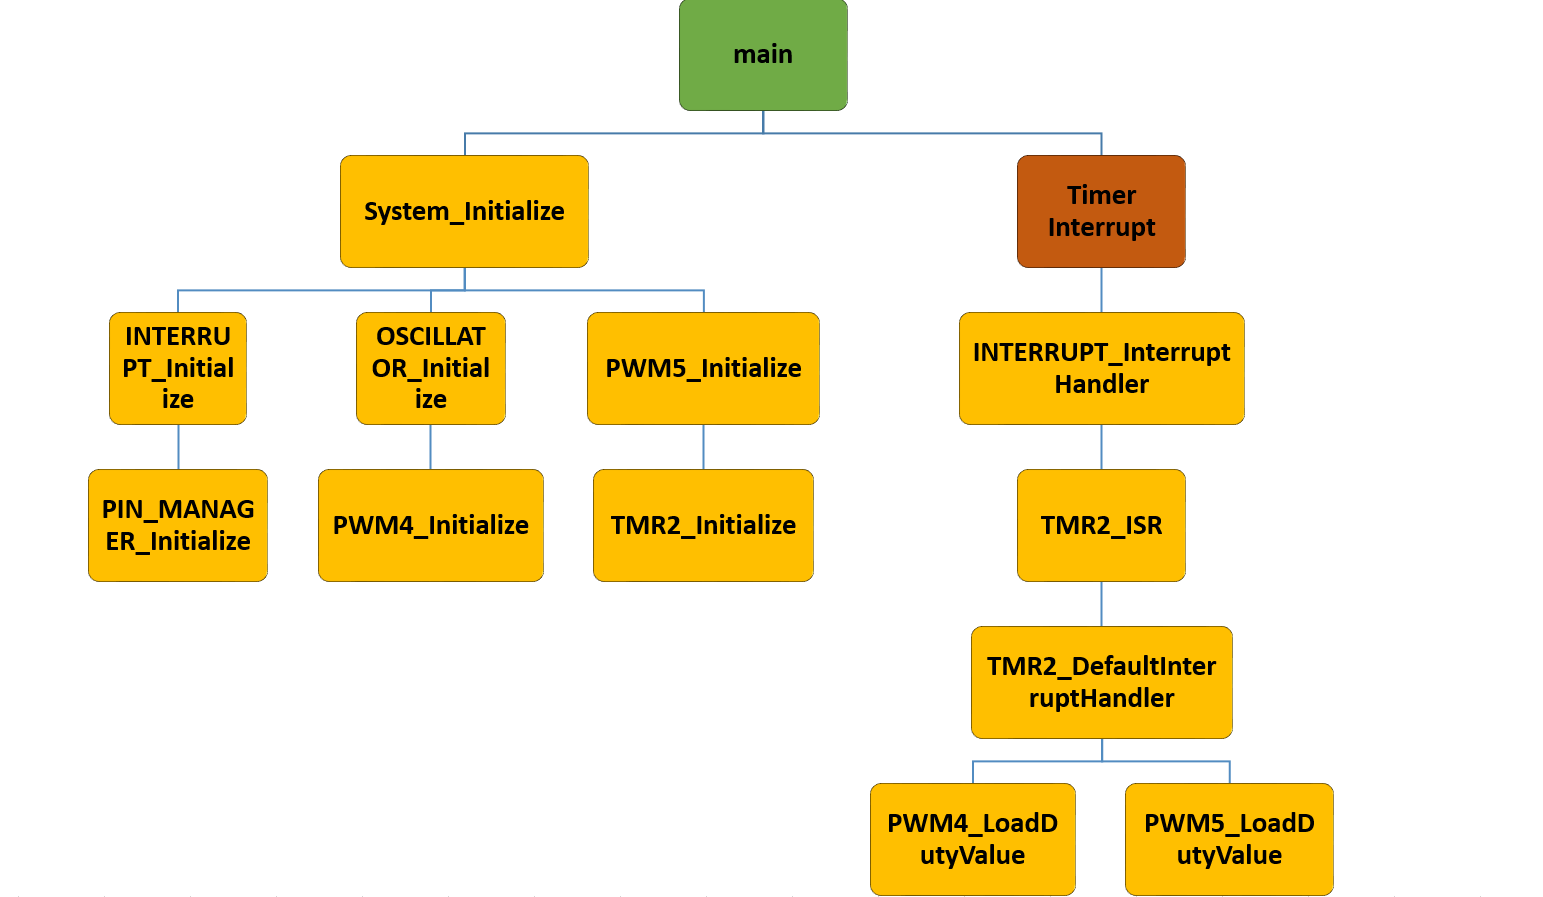 main
System_Initialize
Timer
Interrupt
INTERRU
PT_Initial
ize
OSCILLAT
OR_Initial
ize
PWM5_Initialize
INTERRUPT_Interrupt
Handler
PIN_MANAG
ER_Initialize
PWM4_Initialize
TMR2_Initialize
TMR2_ISR
TMR2_DefaultInter
ruptHandler
PWM4_LoadD
utyValue
PWM5_LoadD
utyValue